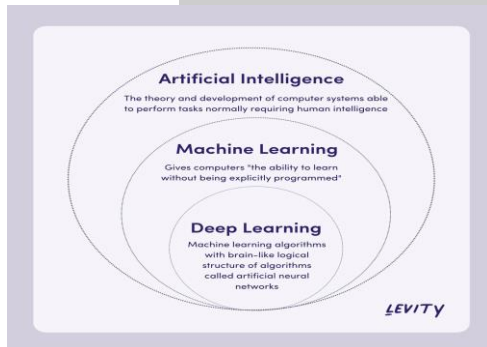 Artificial Intelligence
The theory and development of computer systems able
to perform tasks normally requiring human intelligence
Machine Learning
Gives computers "the ability to learn
without being explicitly programmed"
Deep Learning
Machine learning algorithms
with brain-like logical
structure of algorithms
called artificial neural
networks
LEVITY